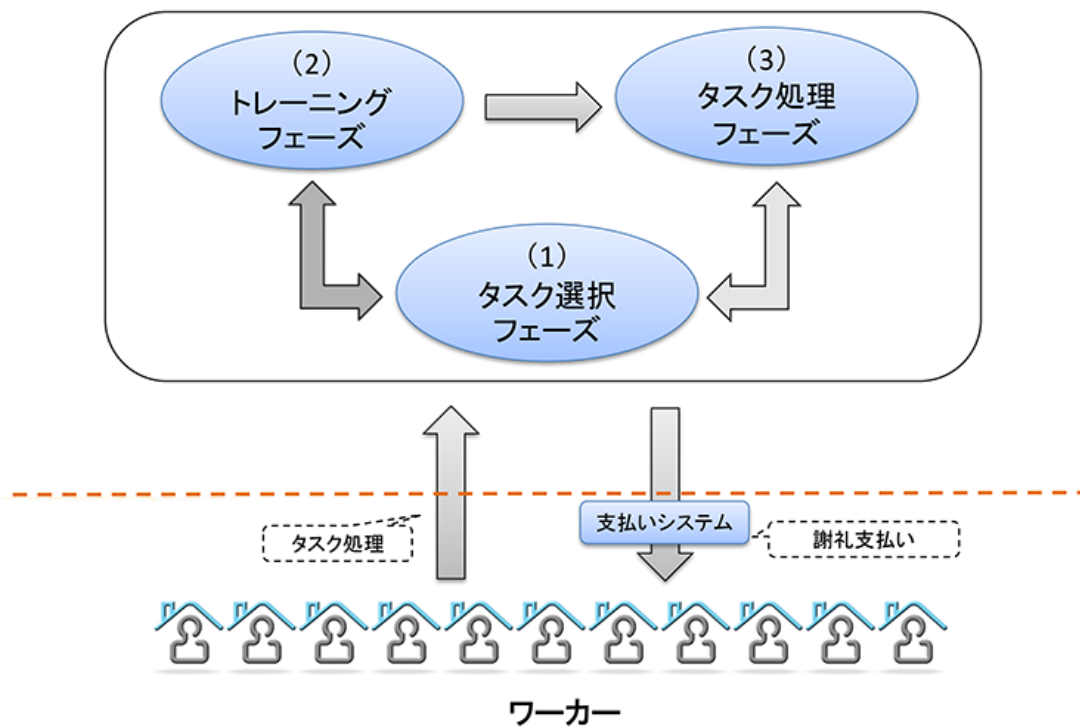 （2）
トレーニング
フェーズ
（3）
タスク処理
フェーズ
（1）
タスク選択
フェーズ
タスク処理
支払いシステム
謝礼支払い
ワーカー